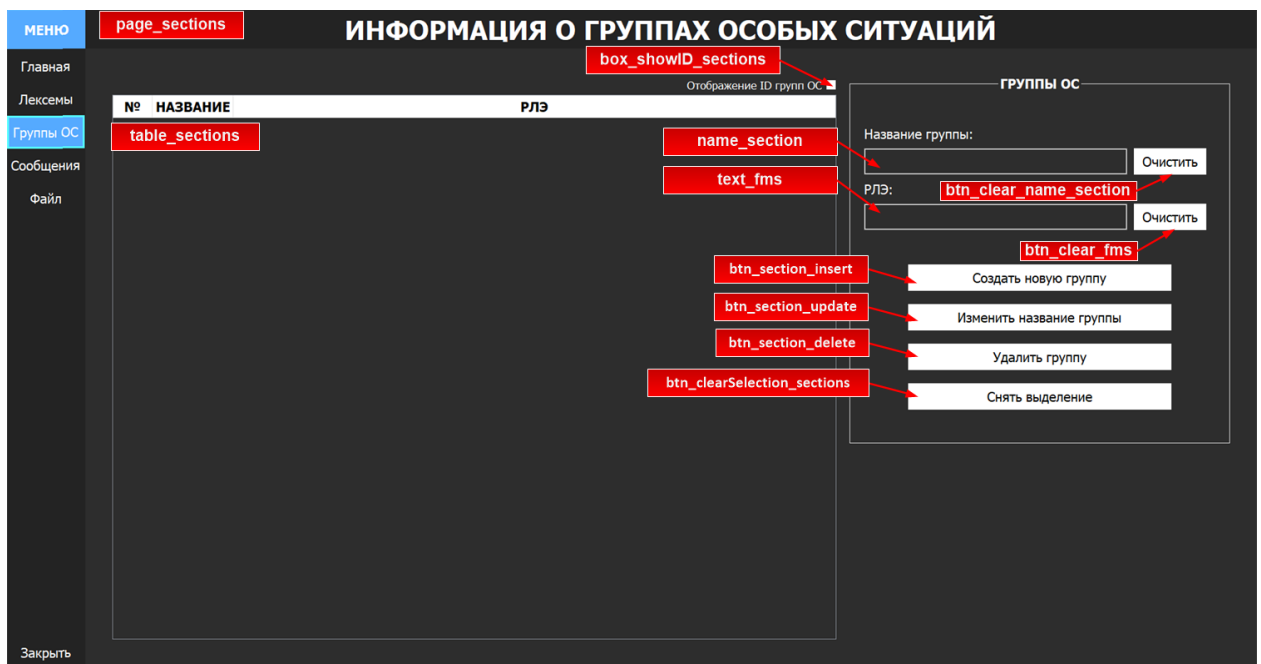 МЕНЮ
page_sections
ИНФОРМАЦИЯ О ГРУППАХ ОСОБЫХ СИТУАЦИЙ
Главная
box_showID_sections
Отображение ID групп ОС
ГРУППЫ ОС
Лексемы
№ НАЗВАНИЕ РЛЭ
Группы ОС
table_sections
name_section
Название группы:
Очистить
Сообщения
text_fms
РЛЭ:
btn_clear_name_section
Файл
Очистить
btn_clear_fms
btn_section_insert
Создать новую группу
btn_section_update
Изменить название группы
btn_section_delete
Удалить группу
btn_clearSelection_sections
Снять выделение
Закрыть